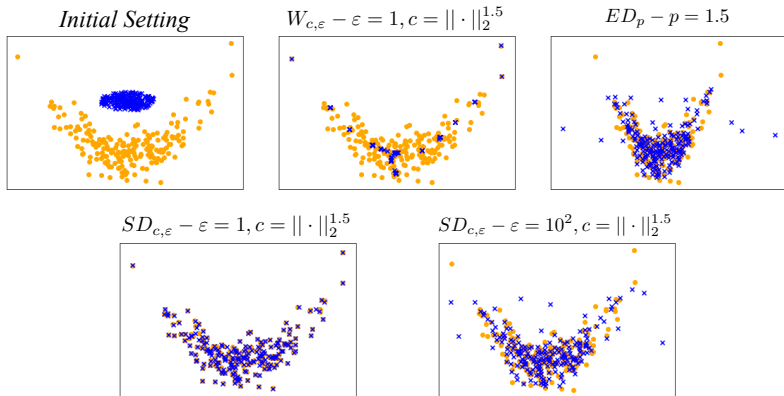 Initial Setting
W_{c,ε} − ε = 1, c = || · ||_2^{1.5}
ED_p − p = 1.5
SD_{c,ε} − ε = 1, c = || · ||_2^{1.5}
SD_{c,ε} − ε = 10^2, c = || · ||_2^{1.5}